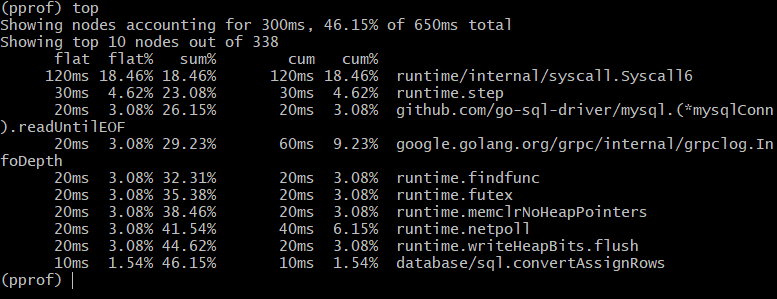 (pprof) top
Showing nodes accounting for 300ms, 46.15% of 650ms total
Showing top 10 nodes out of 338
      flat  flat%   sum%        cum   cum%
     120ms 18.46% 18.46%      120ms 18.46%  runtime/internal/syscall.Syscall6
      30ms  4.62% 23.08%       30ms  4.62%  runtime.step
      20ms  3.08% 26.15%       20ms  3.08%  github.com/go-sql-driver/mysql.(*mysqlConn
).readUntilEOF
      20ms  3.08% 29.23%       60ms  9.23%  google.golang.org/grpc/internal/grpclog.In
foDepth
      20ms  3.08% 32.31%       20ms  3.08%  runtime.findfunc
      20ms  3.08% 35.38%       20ms  3.08%  runtime.futex
      20ms  3.08% 38.46%       20ms  3.08%  runtime.memclrNoHeapPointers
      20ms  3.08% 41.54%       40ms  6.15%  runtime.netpoll
      20ms  3.08% 44.62%       20ms  3.08%  runtime.writeHeapBits.flush
      10ms  1.54% 46.15%       10ms  1.54%  database/sql.convertAssignRows
(pprof)